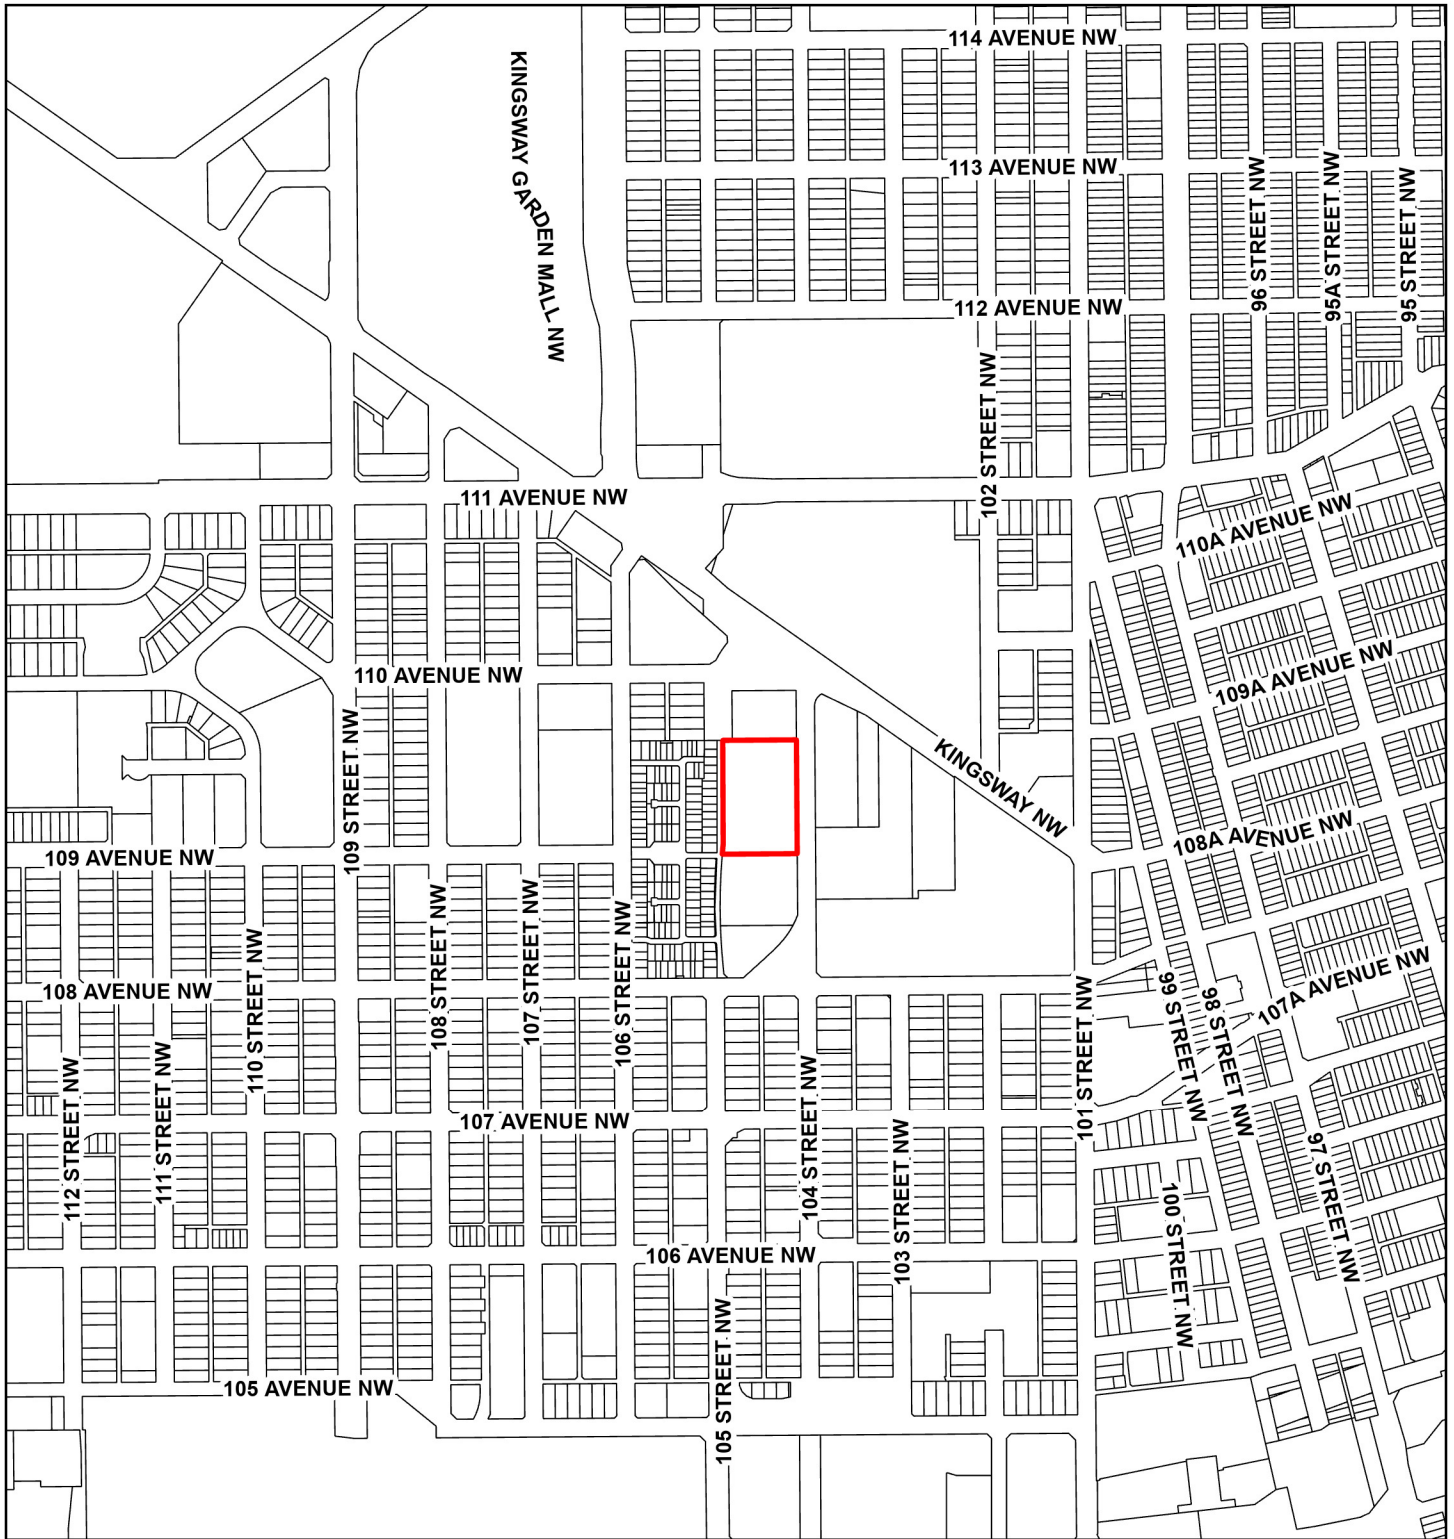 114 AVENUE NW
KINGSWAY GARDEN MALL NW
113 AVENUE NW
96 STREET NW
95A STREET NW
95 STREET NW
112 AVENUE NW
102 STREET NW
111 AVENUE NW
110A AVENUE NW
110 AVENUE NW
109A AVENUE NW
109 STREET NW
KINGSWAY NW
108A AVENUE NW
109 AVENUE NW
108 STREET NW
107 STREET NW
106 STREET NW
110 STREET NW
108 AVENUE NW
101 STREET NW
99 STREET NW
98 STREET NW
107A AVENUE NW
112 STREET NW
111 STREET NW
104 STREET NW
107 AVENUE NW
103 STREET NW
97 STREET NW
100 STREET NW
106 AVENUE NW
105 STREET NW
105 AVENUE NW